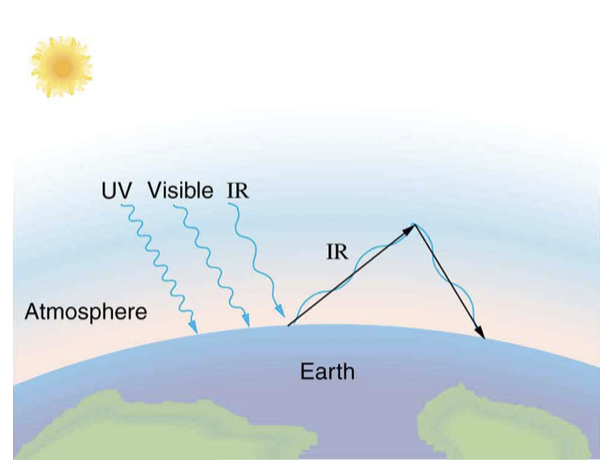 UV Visible IR
IR
Atmosphere
Earth